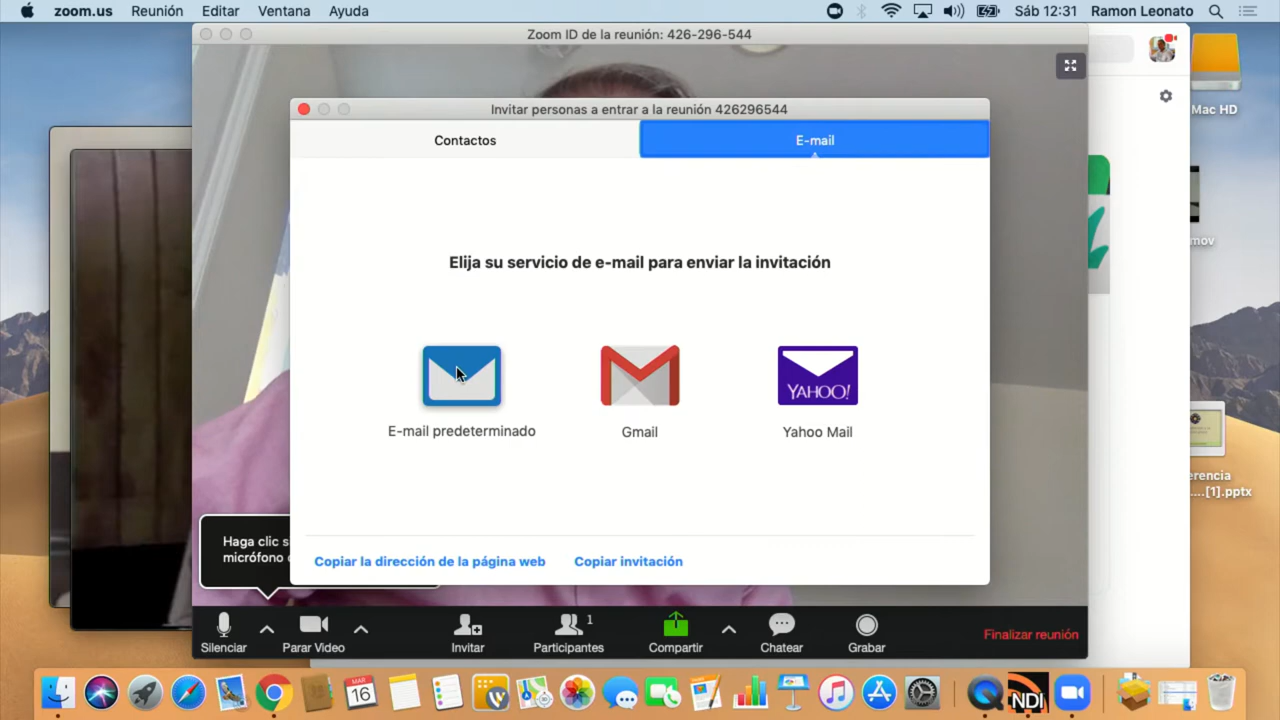 zoom.us Reunión Editar Ventana Ayuda Sáb 12:31 Ramon Leonato
Zoom ID de la reunión: 426-296-544
Invitar personas a entrar a la reunión 426296544
Mac HD
Contactos E-mail
mov
Elija su servicio de e-mail para enviar la invitación
YAHOO!
E-mail predeterminado Gmail Yahoo Mail
erencia
....[1].pptx
Haga clic s
micrófono
Copiar la dirección de la página web Copiar invitación
1
Silenciar Parar Video Invitar Participantes Compartir Chatear Grabar Finalizar reunión
MAR
16
NDI